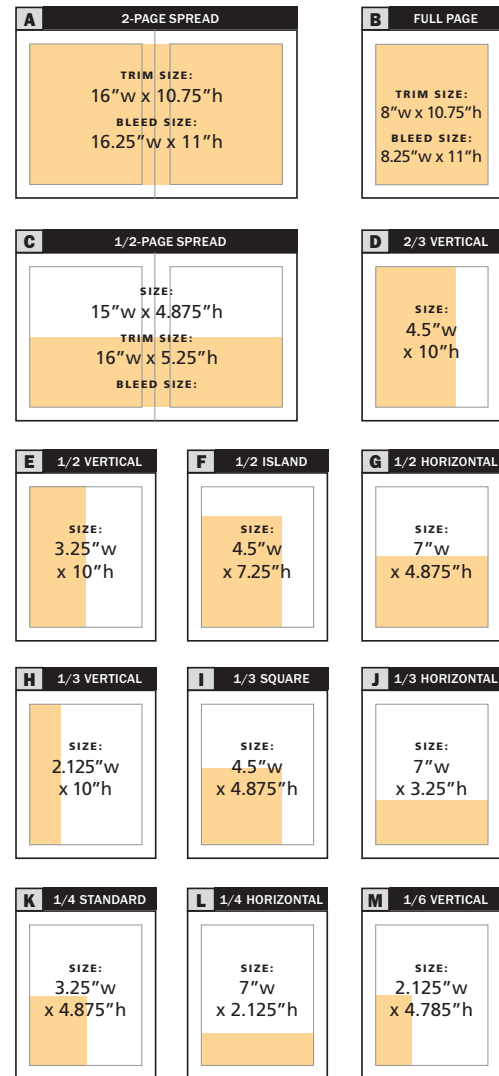 A 2-PAGE SPREAD
TRIM SIZE:
16”w x 10.75”h
BLEED SIZE:
16.25”w x 11”h
B FULL PAGE
TRIM SIZE:
8”w x 10.75”h
BLEED SIZE:
8.25”w x 11”h
C 1/2-PAGE SPREAD
SIZE:
15”w x 4.875”h
TRIM SIZE:
16”w x 5.25”h
BLEED SIZE:
D 2/3 VERTICAL
SIZE:
4.5”w
x 10”h
E 1/2 VERTICAL
SIZE:
3.25”w
x 10”h
F 1/2 ISLAND
SIZE:
4.5”w
x 7.25”h
G 1/2 HORIZONTAL
SIZE:
7”w
x 4.875”h
H 1/3 VERTICAL
SIZE:
2.125”w
x 10”h
I 1/3 SQUARE
SIZE:
4.5”w
x 4.875”h
J 1/3 HORIZONTAL
SIZE:
7”w
x 3.25”h
K 1/4 STANDARD
SIZE:
3.25”w
x 4.875”h
L 1/4 HORIZONTAL
SIZE:
7”w
x 2.125”h
M 1/6 VERTICAL
SIZE:
2.125”w
x 4.785”h